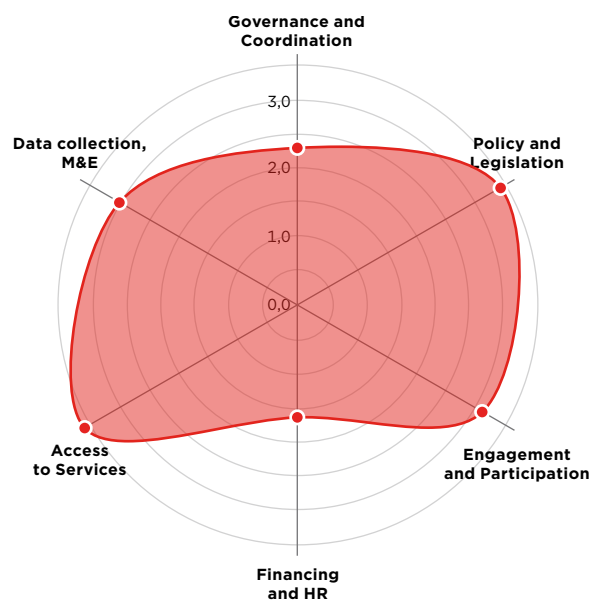 Governance and
Coordination
3,0
Data collection,
M&E
Policy and
Legislation
2,0
1,0
0,0
Access
to Services
Engagement
and Participation
Financing
and HR